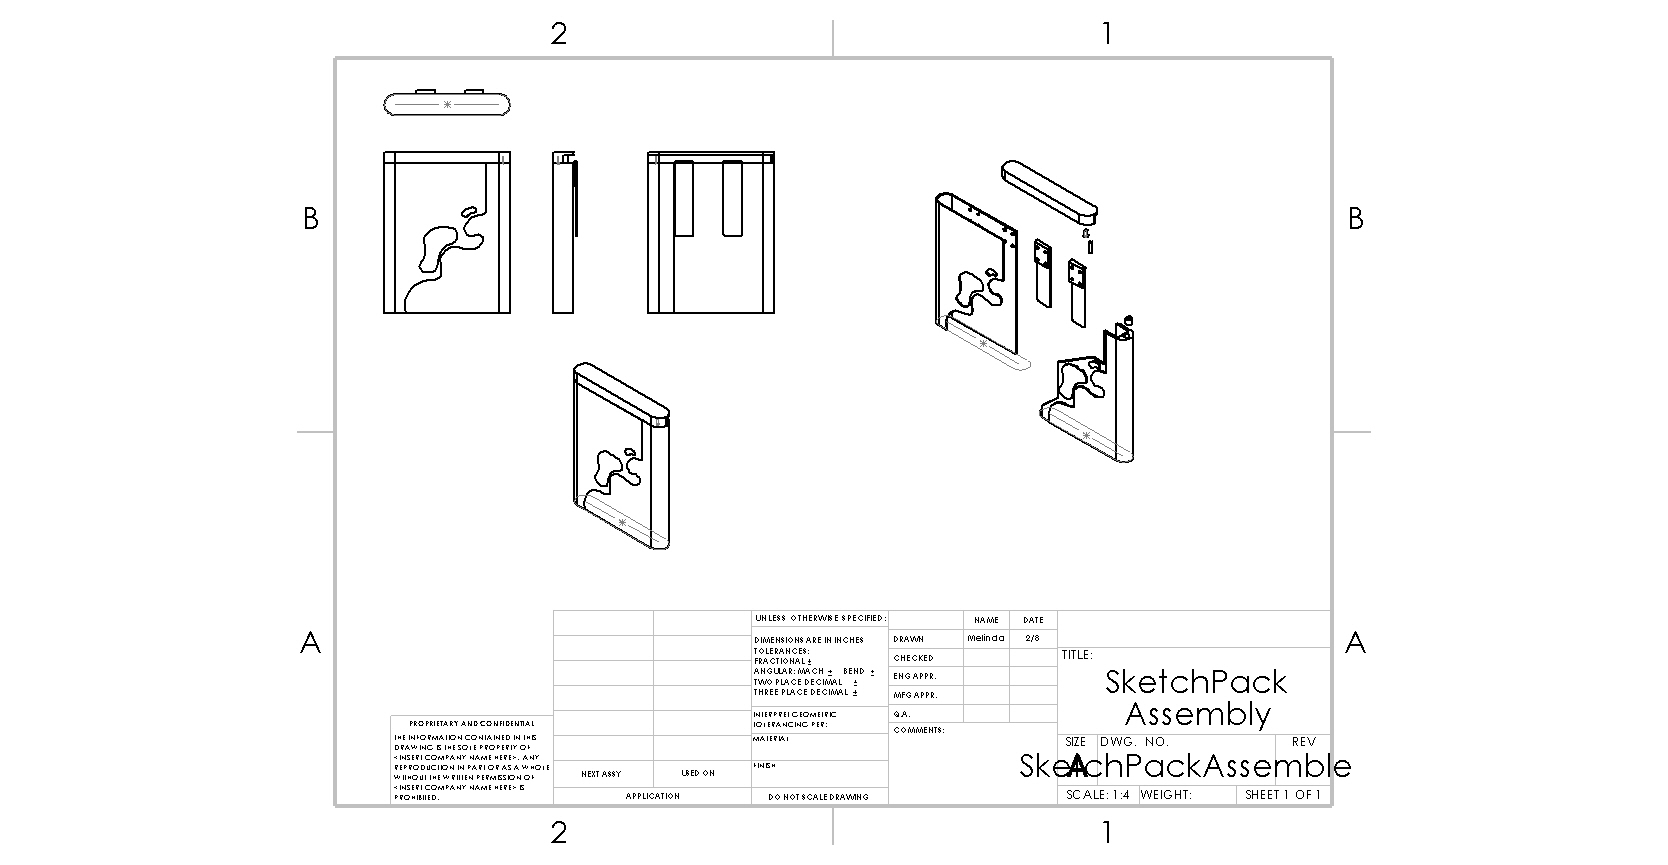 2 1
B B
A A
UNLESS OTHERWISE SPECIFIED:
NAME DATE
DIMENSIONS ARE IN INCHES
DRAWN Melinda 2/8
TOLERANCES:
FRACTIONAL ±
CHECKED
ANGULAR: MACH ± BEND ±
TWO PLACE DECIMAL ±
ENG APPR.
THREE PLACE DECIMAL ±
MFG APPR.
INTERPRET GEOMETRIC
TOLERANCING PER:
Q.A.
COMMENTS:
MATERIAL
FINISH
TITLE:
SketchPack
Assembly
SIZE DWG. NO. REV
A
SketchPackAssemble
SCALE: 1:4 WEIGHT: SHEET 1 OF 1
PROPRIETARY AND CONFIDENTIAL
THE INFORMATION CONTAINED IN THIS
DRAWING IS THE SOLE PROPERTY OF
<INSERT COMPANY NAME HERE>. ANY
REPRODUCTION IN PART OR AS A WHOLE
WITHOUT THE WRITTEN PERMISSION OF
<INSERT COMPANY NAME HERE> IS
PROHIBITED.
NEXT ASSY USED ON
APPLICATION
DO NOT SCALE DRAWING
2 1